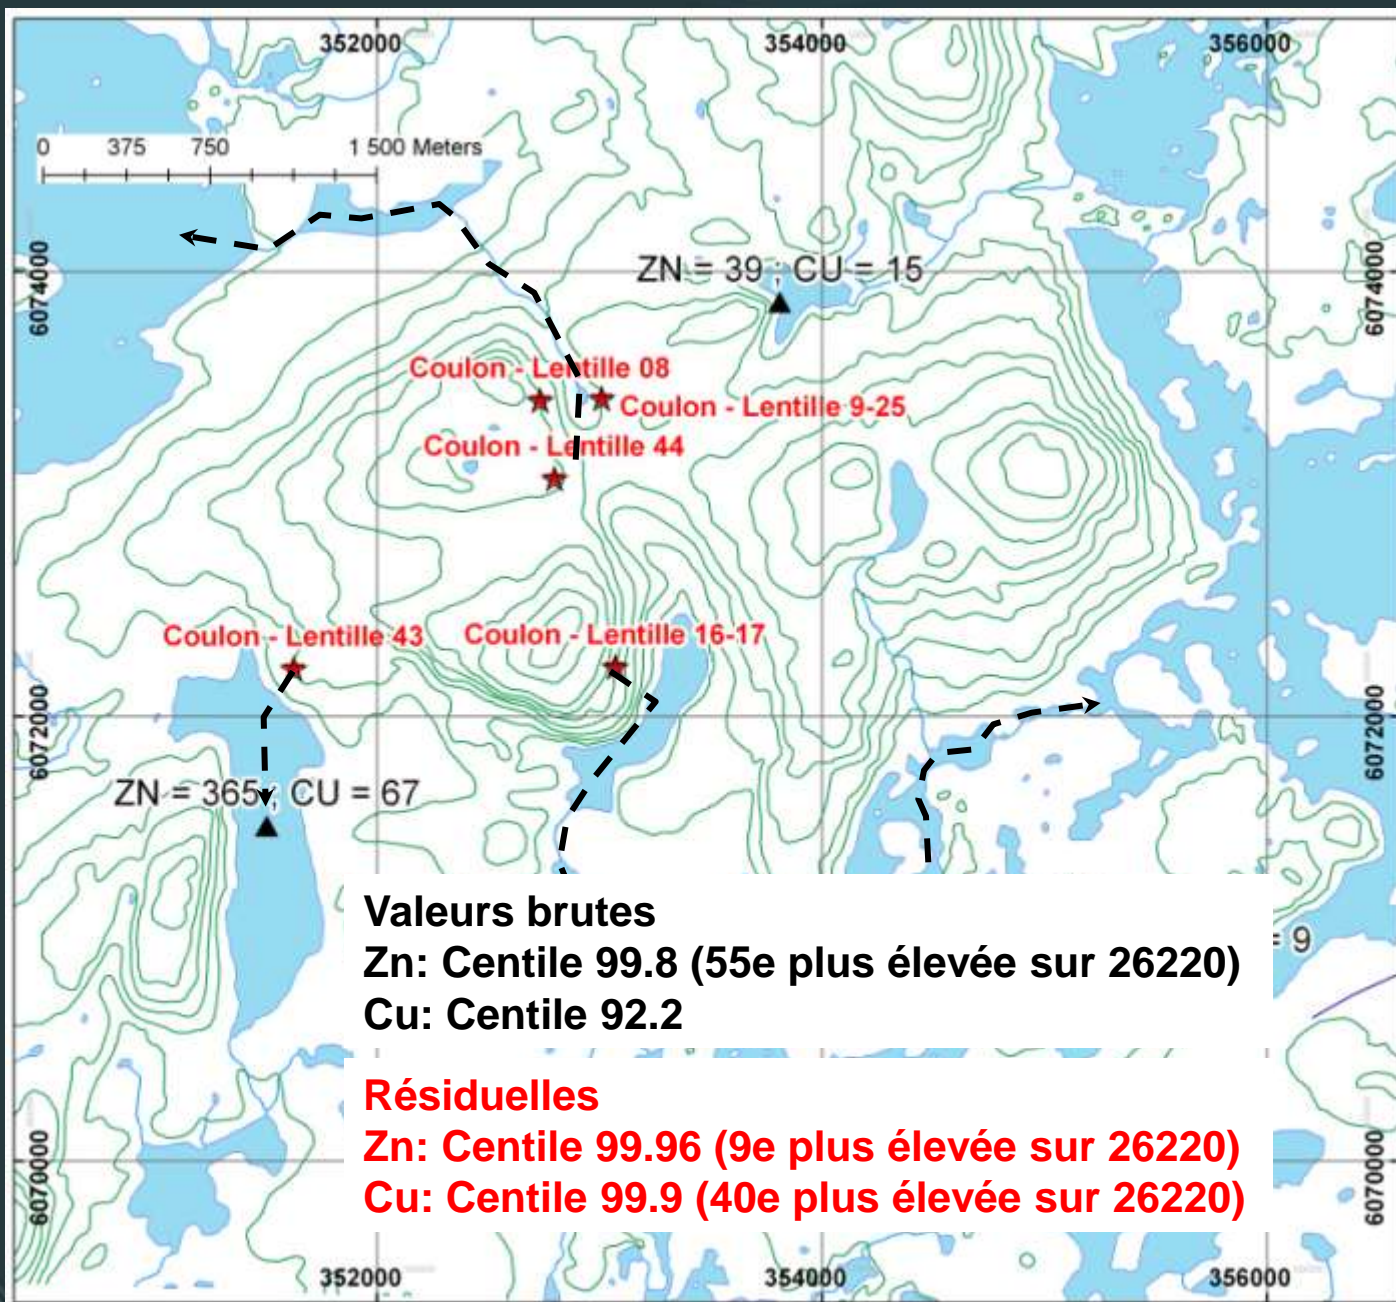 352000 354000 356000
0 375 750 1 500 Meters
6074000 6074000
ZN = 39 ; CU = 15
Coulon - Lentille 08
Coulon - Lentille 9-25
Coulon - Lentille 44
Coulon - Lentille 43 Coulon - Lentille 16-17
6072000 6072000
ZN = 365 ; CU = 67
Valeurs brutes
= 9
Zn: Centile 99.8 (55e plus élevée sur 26220)
Cu: Centile 92.2
Résiduelles
Zn: Centile 99.96 (9e plus élevée sur 26220)
Cu: Centile 99.9 (40e plus élevée sur 26220)
6070000 6070000
352000 354000 356000